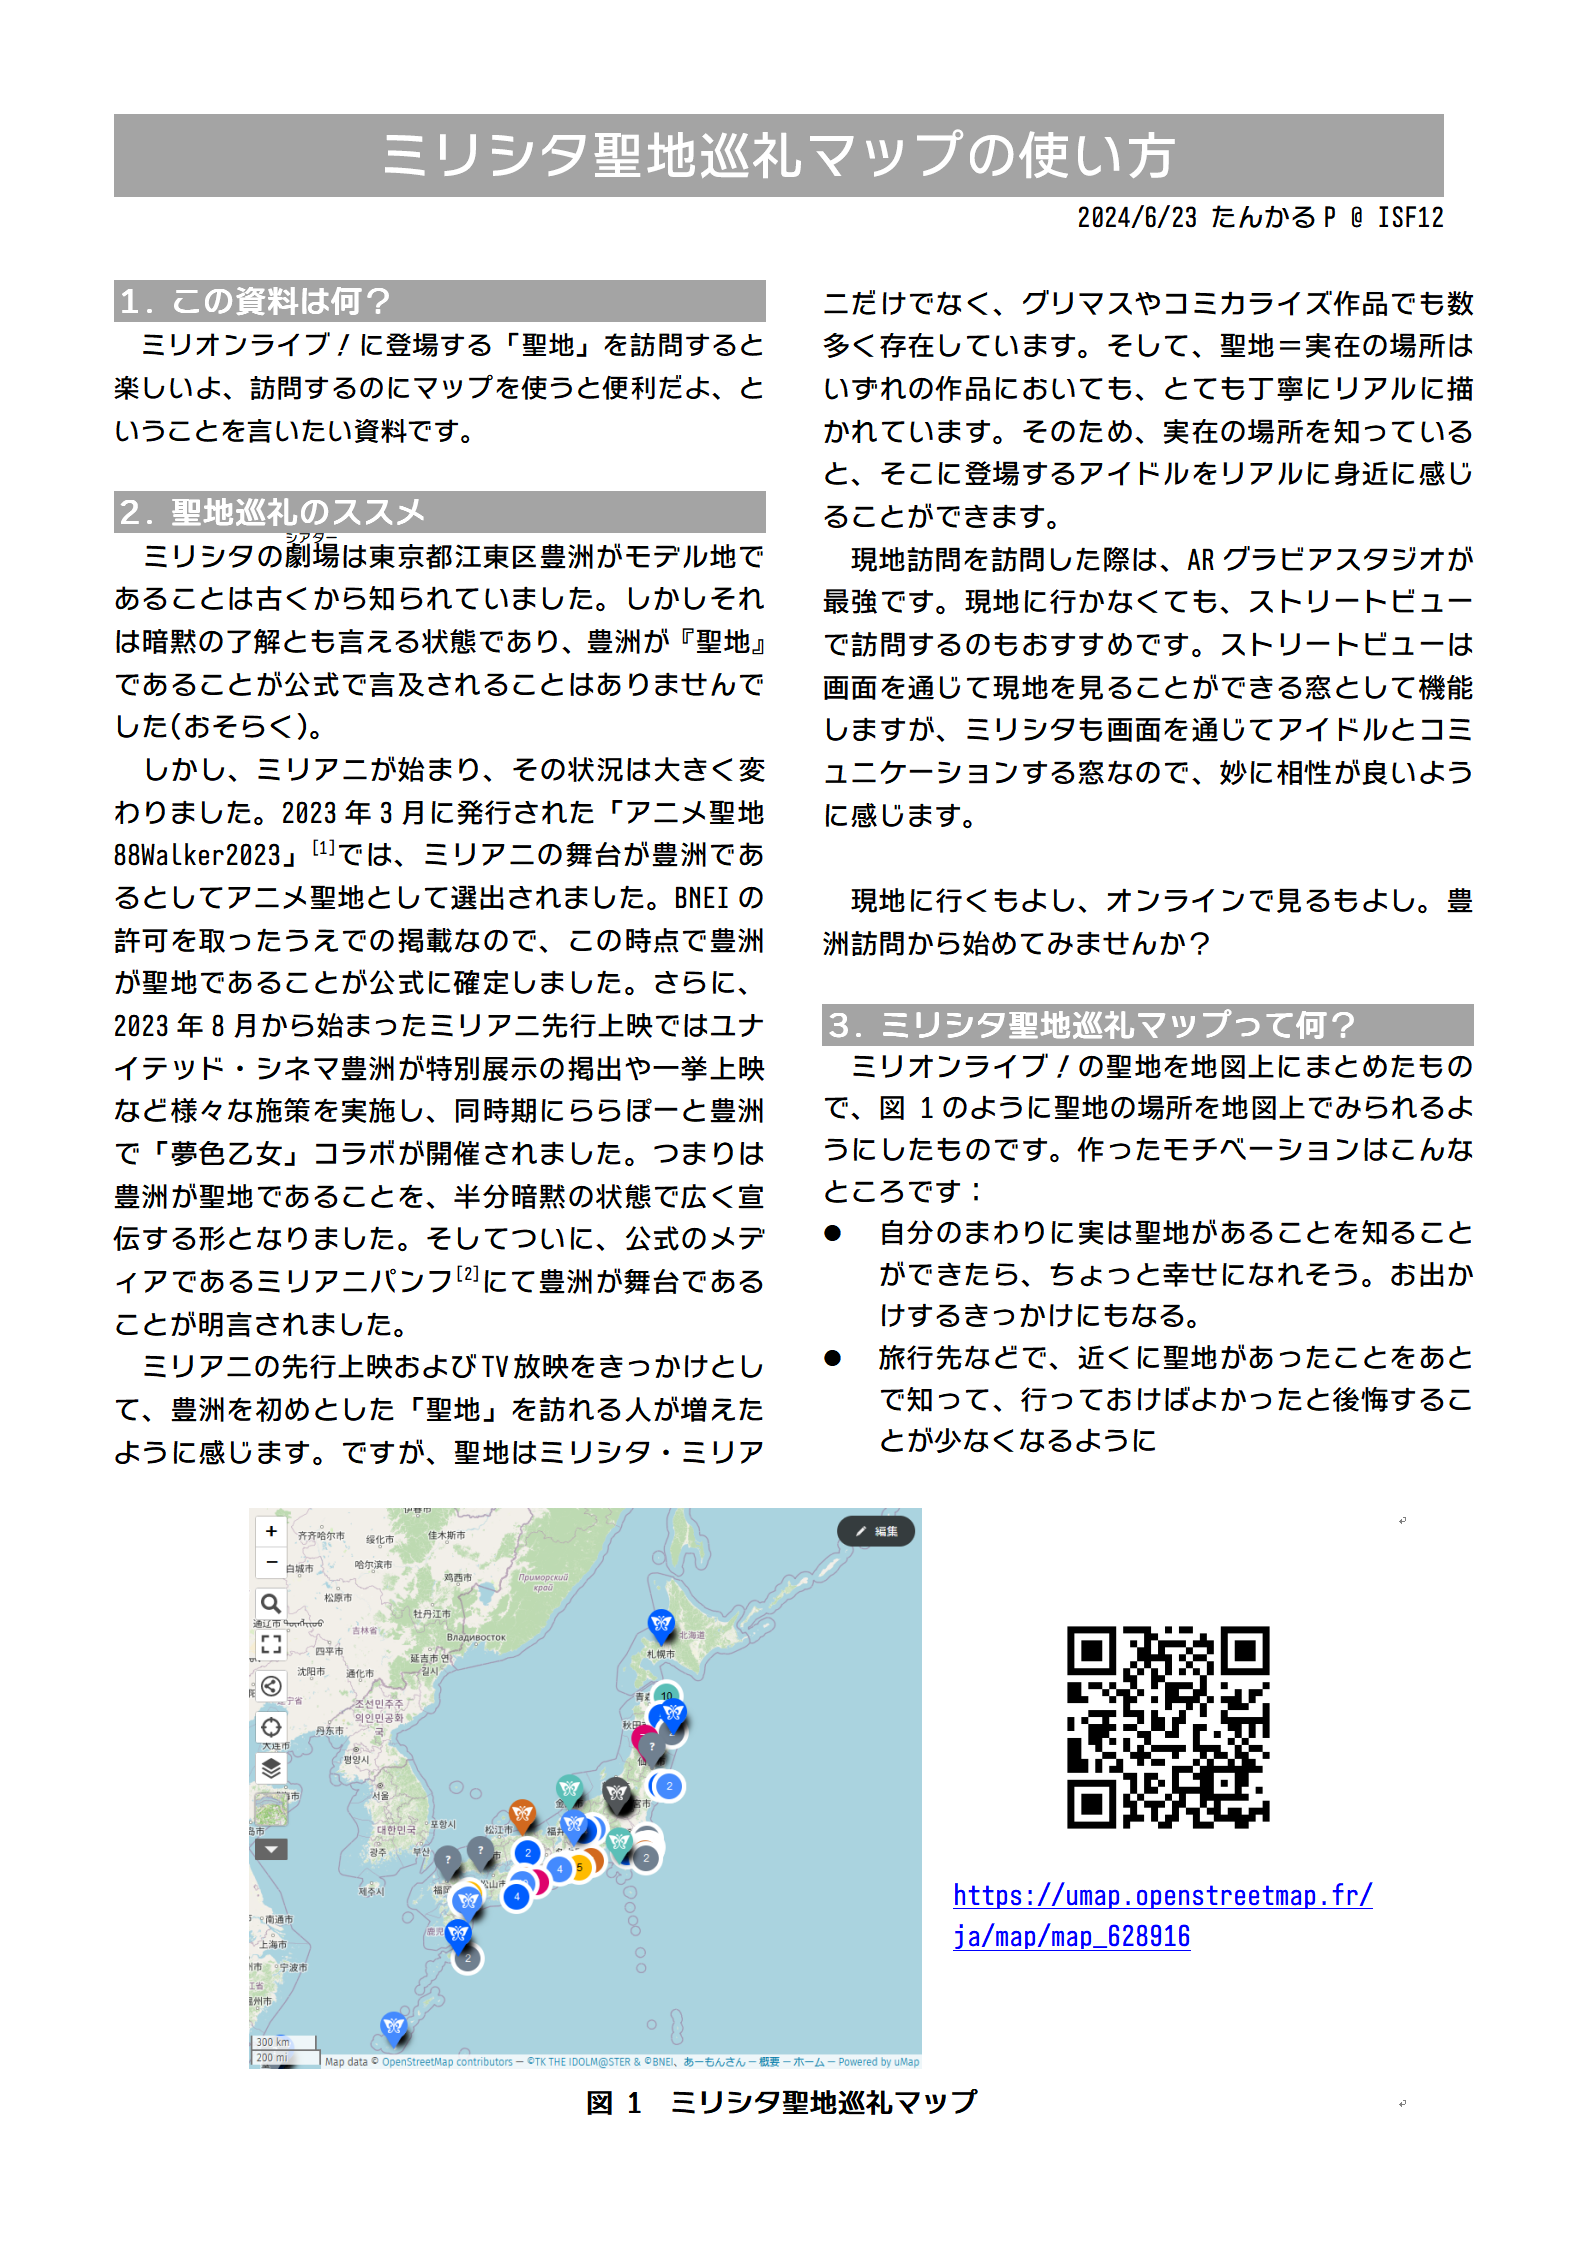 ミリシタ聖地巡礼マップの使い方
2024/6/23 たんかるP @ ISF12
1. この資料は何？
ミリオンライブ！に登場する「聖地」を訪問すると
楽しいよ、訪問するのにマップを使うと便利だよ、と
いうことを言いたい資料です。
2. 聖地巡礼のススメ
シアター
ミリシタの劇場は東京都江東区豊洲がモデル地で
あることは古くから知られていました。しかしそれ
は暗黙の了解とも言える状態であり、豊洲が『聖地』
であることが公式で言及されることはありませんで
した(おそらく)。
しかし、ミリアニが始まり、その状況は大きく変
わりました。2023年3月に発行された「アニメ聖地
88Walker2023」[1]では、ミリアニの舞台が豊洲であ
るとしてアニメ聖地として選出されました。BNEIの
許可を取ったうえでの掲載なので、この時点で豊洲
が聖地であることが公式に確定しました。さらに、
2023年8月から始まったミリアニ先行上映ではユナ
イテッド・シネマ豊洲が特別展示の掲出や一挙上映
など様々な施策を実施し、同時期にららぽーと豊洲
で「夢色乙女」コラボが開催されました。つまりは
豊洲が聖地であることを、半分暗黙の状態で広く宣
伝する形となりました。そしてついに、公式のメデ
ィアであるミリアニパンフ[2]にて豊洲が舞台である
ことが明言されました。
ミリアニの先行上映およびTV放映をきっかけとし
て、豊洲を初めとした「聖地」を訪れる人が増えた
ように感じます。ですが、聖地はミリシタ・ミリア
ニだけでなく、グリマスやコミカライズ作品でも数
多く存在しています。そして、聖地＝実在の場所は
いずれの作品においても、とても丁寧にリアルに描
かれています。そのため、実在の場所を知っている
と、そこに登場するアイドルをリアルに身近に感じ
ることができます。
現地訪問を訪問した際は、ARグラビアスタジオが
最強です。現地に行かなくても、ストリートビュー
で訪問するのもおすすめです。ストリートビューは
画面を通じて現地を見ることができる窓として機能
しますが、ミリシタも画面を通じてアイドルとコミ
ュニケーションする窓なので、妙に相性が良いよう
に感じます。
現地に行くもよし、オンラインで見るもよし。豊
洲訪問から始めてみませんか？
3. ミリシタ聖地巡礼マップって何？
ミリオンライブ！の聖地を地図上にまとめたもの
で、図 1のように聖地の場所を地図上でみられるよ
うにしたものです。作ったモチベーションはこんな
ところです：
● 自分のまわりに実は聖地があることを知ること
ができたら、ちょっと幸せになれそう。お出か
けするきっかけにもなる。
● 旅行先などで、近くに聖地があったことをあと
で知って、行っておけばよかったと後悔するこ
とが少なくなるように
編集
齐齐哈尔市
绥化市
佳木斯市
白城市
哈尔滨市
鸡西市
Приморский
край
松原市
牡丹江市
通辽市
吉林省
Владивосток
四平市
延吉市 연
길시
沈阳市
通化市
北海道
札幌市
조선민주주
의인민공화
국
丹东市
大连市
평양시
서울
대한민국
포항시
광주
부산
제주시
松江市
南通市
上海市
宁波市
10
2
2
4
5
2
4
2
300 km
200 mi
Map data © OpenStreetMap contributors — ©TK THE IDOLM@STER & ©BNEI、あーもんさん — 概要 — ホーム — Powered by uMap
https://umap.openstreetmap.fr/
ja/map/map_628916
図 1 ミリシタ聖地巡礼マップ